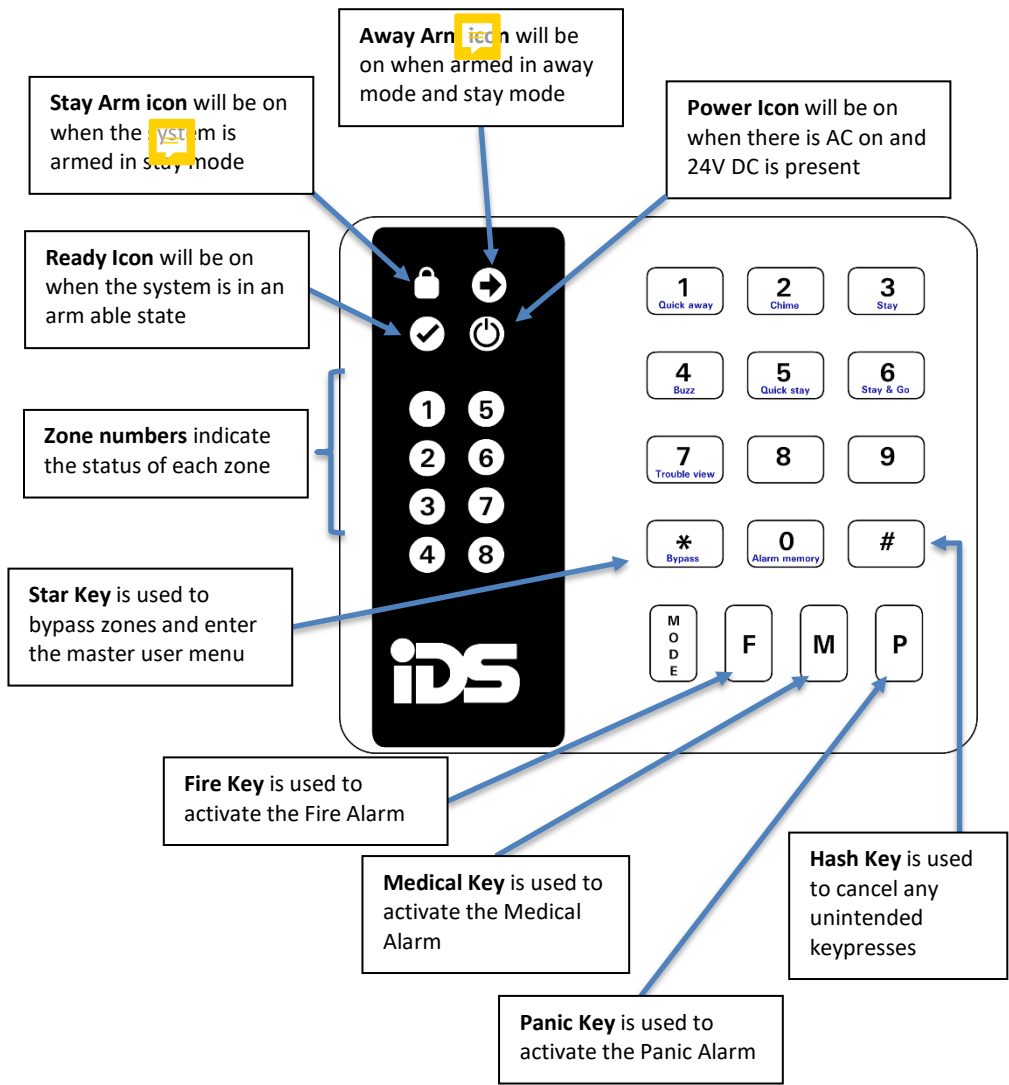 Away Arm icon will be
on when armed in away
mode and stay mode
Stay Arm icon will be on
when the system is
armed in stay mode
Power Icon will be on
when there is AC on and
24V DC is present
Ready Icon will be on
when the system is in an
arm able state
Zone numbers indicate
the status of each zone
Star Key is used to
bypass zones and enter
the master user menu
1 5
2 6
3 7
4 8
iDS
1 2 3
Quick away Chime Stay
4 5 6
Buzz Quick stay Stay & Go
7 8 9
Trouble view
* 0 #
Bypass Alarm memory
MODE F M P
Fire Key is used to
activate the Fire Alarm
Medical Key is used to
activate the Medical
Alarm
Hash Key is used
to cancel any
unintended
keypresses
Panic Key is used to
activate the Panic Alarm